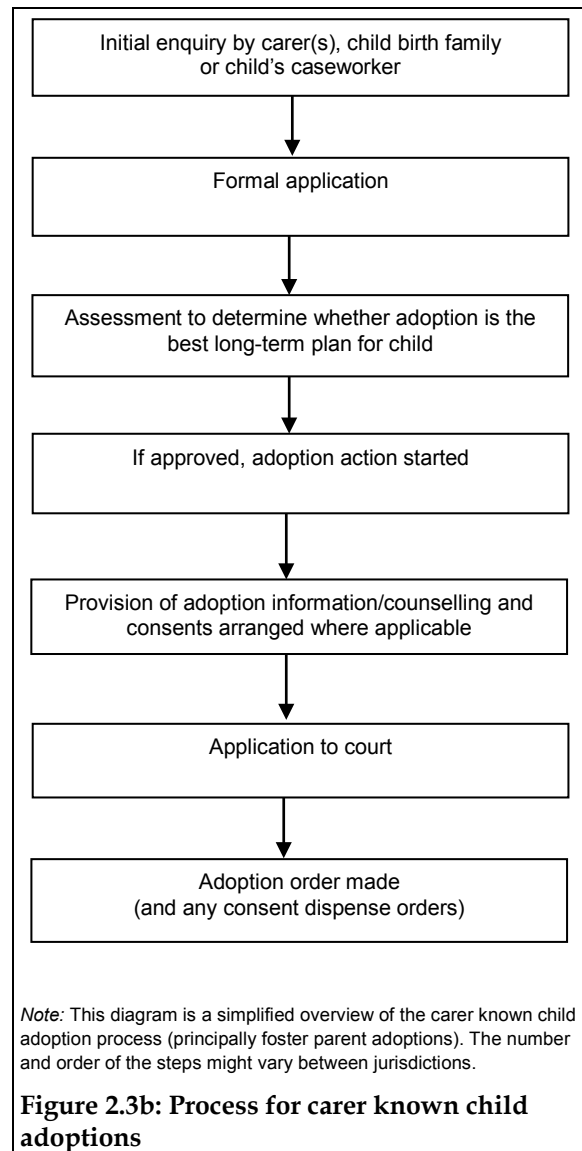 Initial enquiry by carer(s), child birth family
or child's caseworker
Formal application
Assessment to determine whether adoption is the
best long-term plan for child
If approved, adoption action started
Provision of adoption information/counselling and
consents arranged where applicable
Application to court
Adoption order made
(and any consent dispense orders)
Note: This diagram is a simplified overview of the carer known child
adoption process (principally foster parent adoptions). The number
and order of the steps might vary between jurisdictions.
Figure 2.3b: Process for carer known child
adoptions